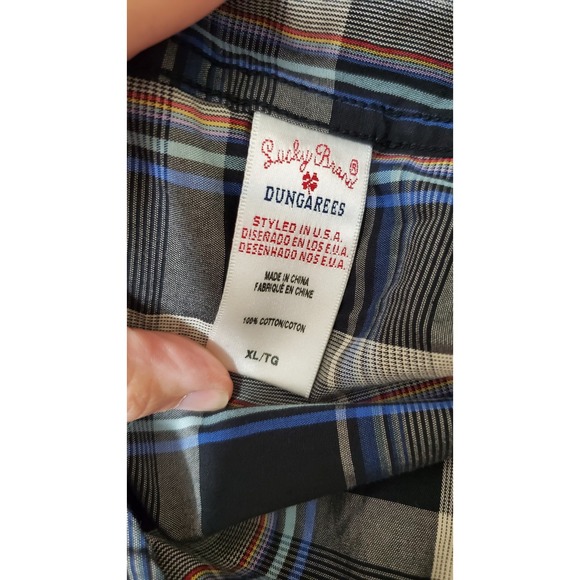 Lucky Brand®
DUNGAREES
STYLED IN U.S.A.
DISERADO EN LOS E.U.A.
DESENHADO NOS E.U.A.
MADE IN CHINA
FABRIQUÉ EN CHINE
100% COTTON/COTON
XL/TG